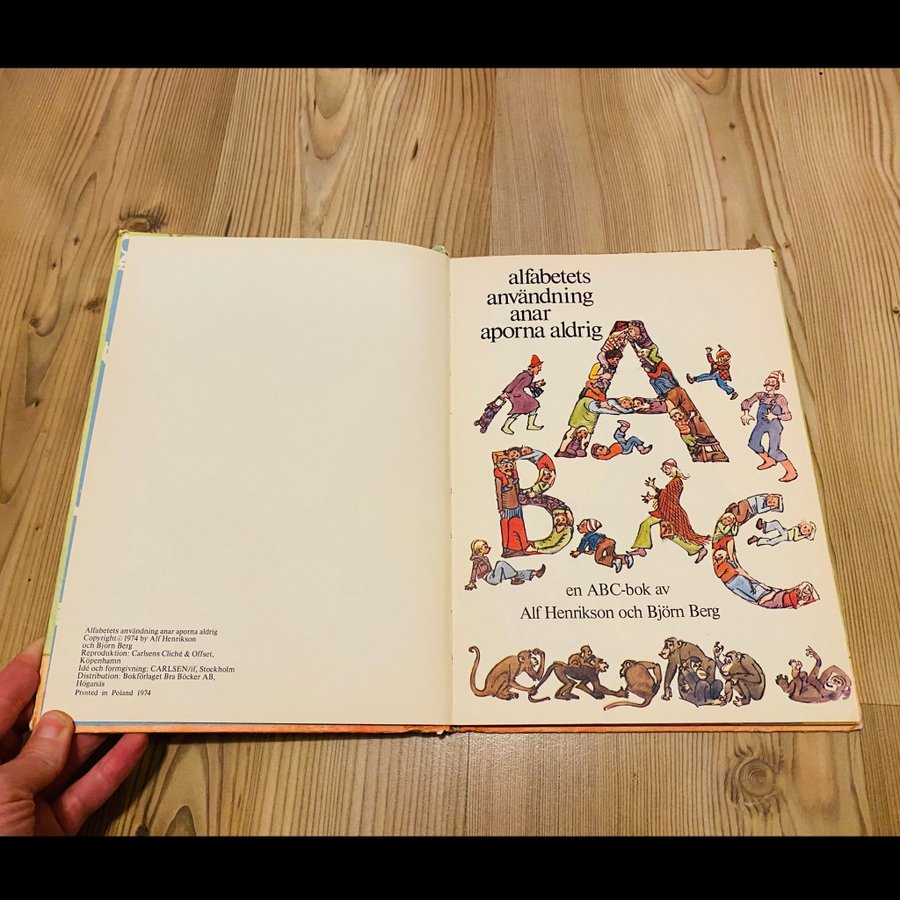 Alfabetets användning anar aporna aldrig
Copyright © 1974 by Alf Henrikson
och Björn Berg
Reproduktion: Carlsens Cliché & Offset,
Köpenhamn
Idé och formgivning: CARLSEN/if, Stockholm
Distribution: Bokförlaget Bra Böcker AB,
Höganäs
Printed in Poland 1974
alfabetets
användning
anar
aporna aldrig
A
B
C
en ABC-bok av
Alf Henrikson och Björn Berg